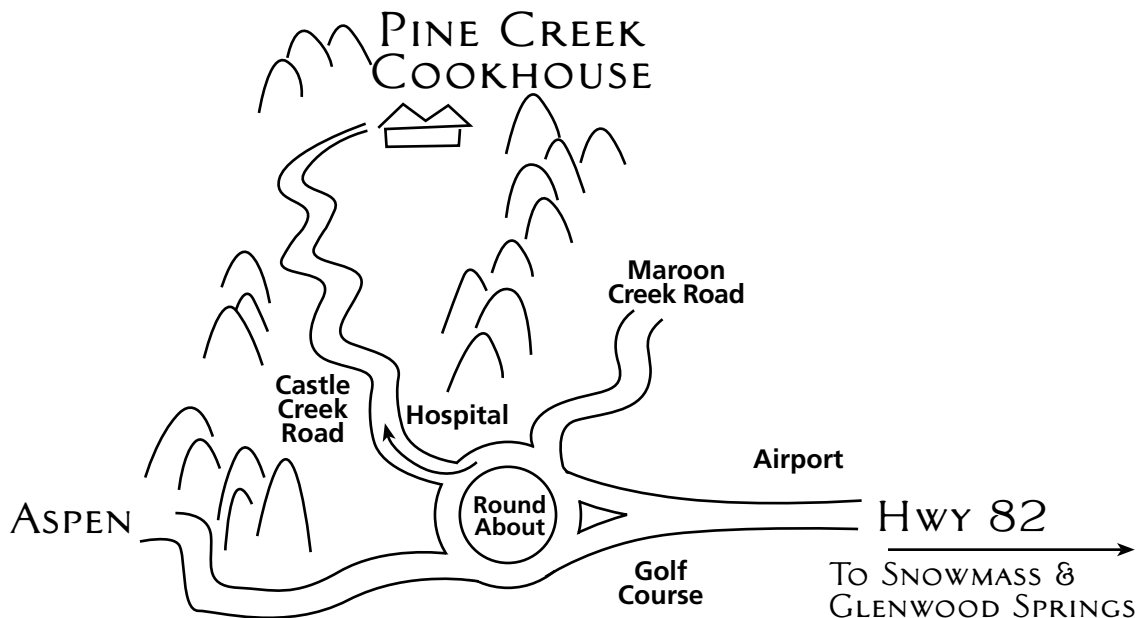 Pine Creek
Cookhouse
Maroon
Creek Road
Castle
Creek
Road
Hospital
Airport
Aspen
Round
About
Hwy 82
Golf
Course
To Snowmass &
Glenwood Springs